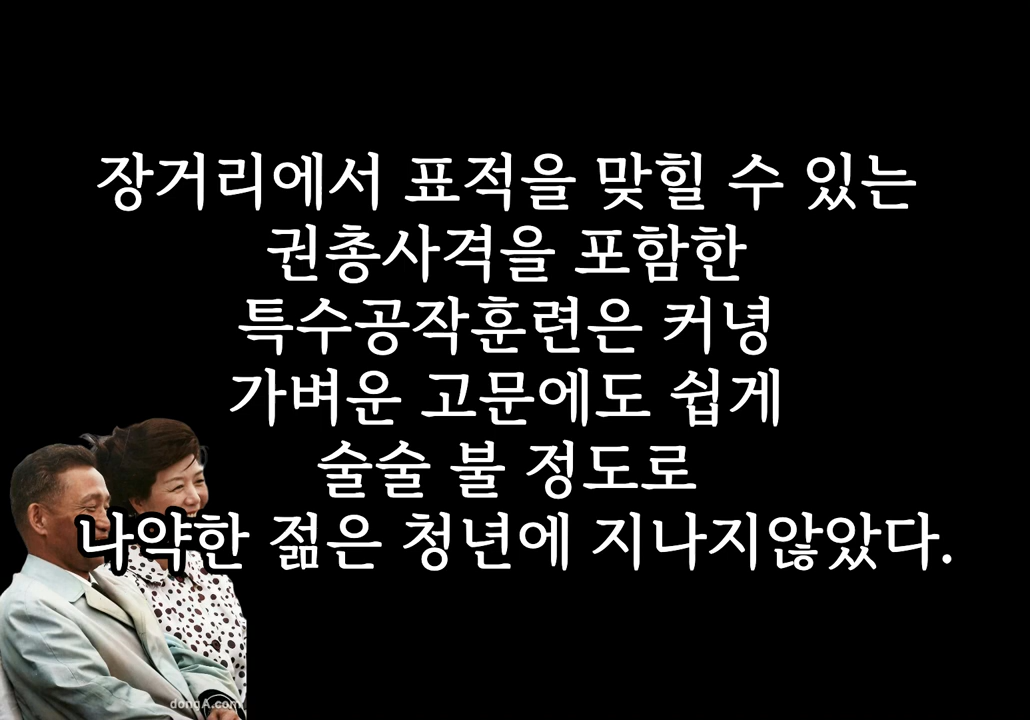 장거리에서 표적을 맞힐 수 있는
권총사격을 포함한
특수공작훈련은 커녕
가벼운 고문에도 쉽게
술술 불 정도로
나약한 젊은 청년에 지나지않았다.
dongA.com